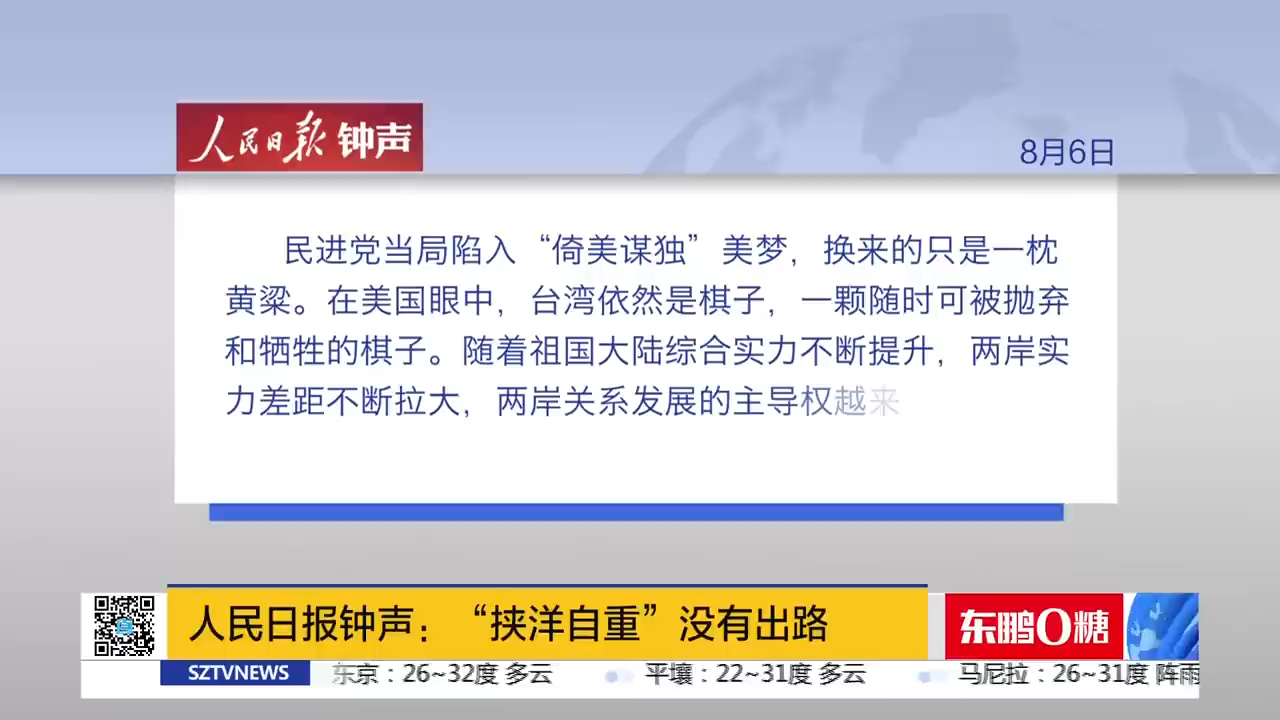 人民日报 钟声
8月6日
民进党当局陷入“倚美谋独”美梦，换来的只是一枕
黄粱。在美国眼中，台湾依然是棋子，一颗随时可被抛弃
和牺牲的棋子。随着祖国大陆综合实力不断提升，两岸实
力差距不断拉大，两岸关系发展的主导权越来
人民日报钟声：“挟洋自重”没有出路
东鹏0糖
SZTVNEWS 东京：26~32度 多云 平壤：22~31度 多云 马尼拉：26~31度 阵雨